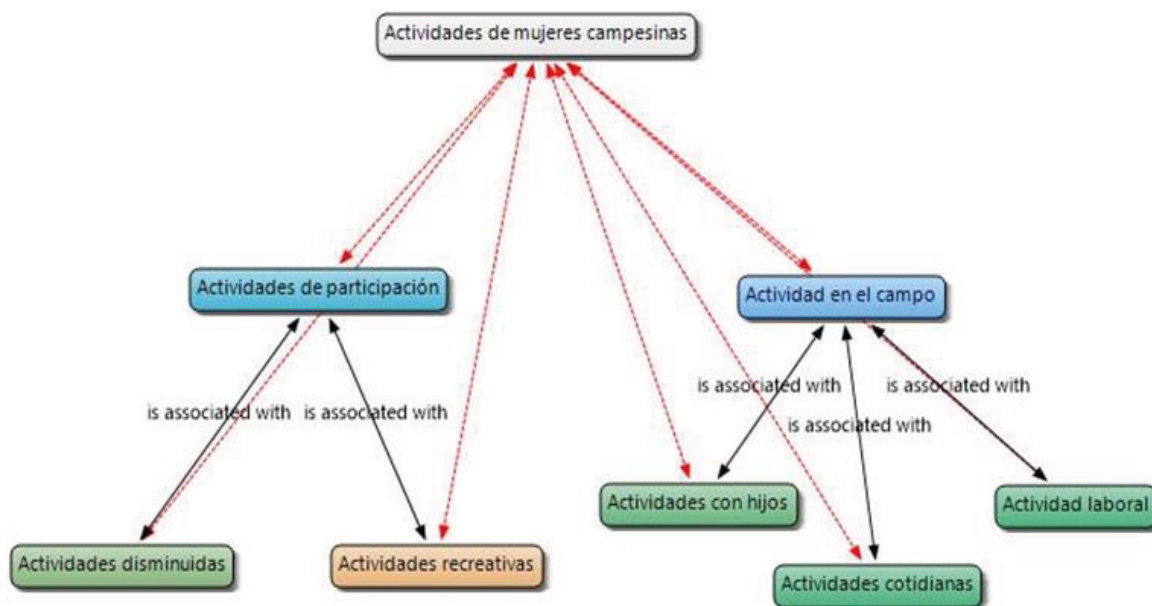 Actividades de mujeres campesinas
Actividades de participación
Actividad en el campo
is associated with
is associated with
is associated with
is associated with
is associated with
Actividades con hijos
Actividad laboral
Actividades disminuidas
Actividades recreativas
Actividades cotidianas